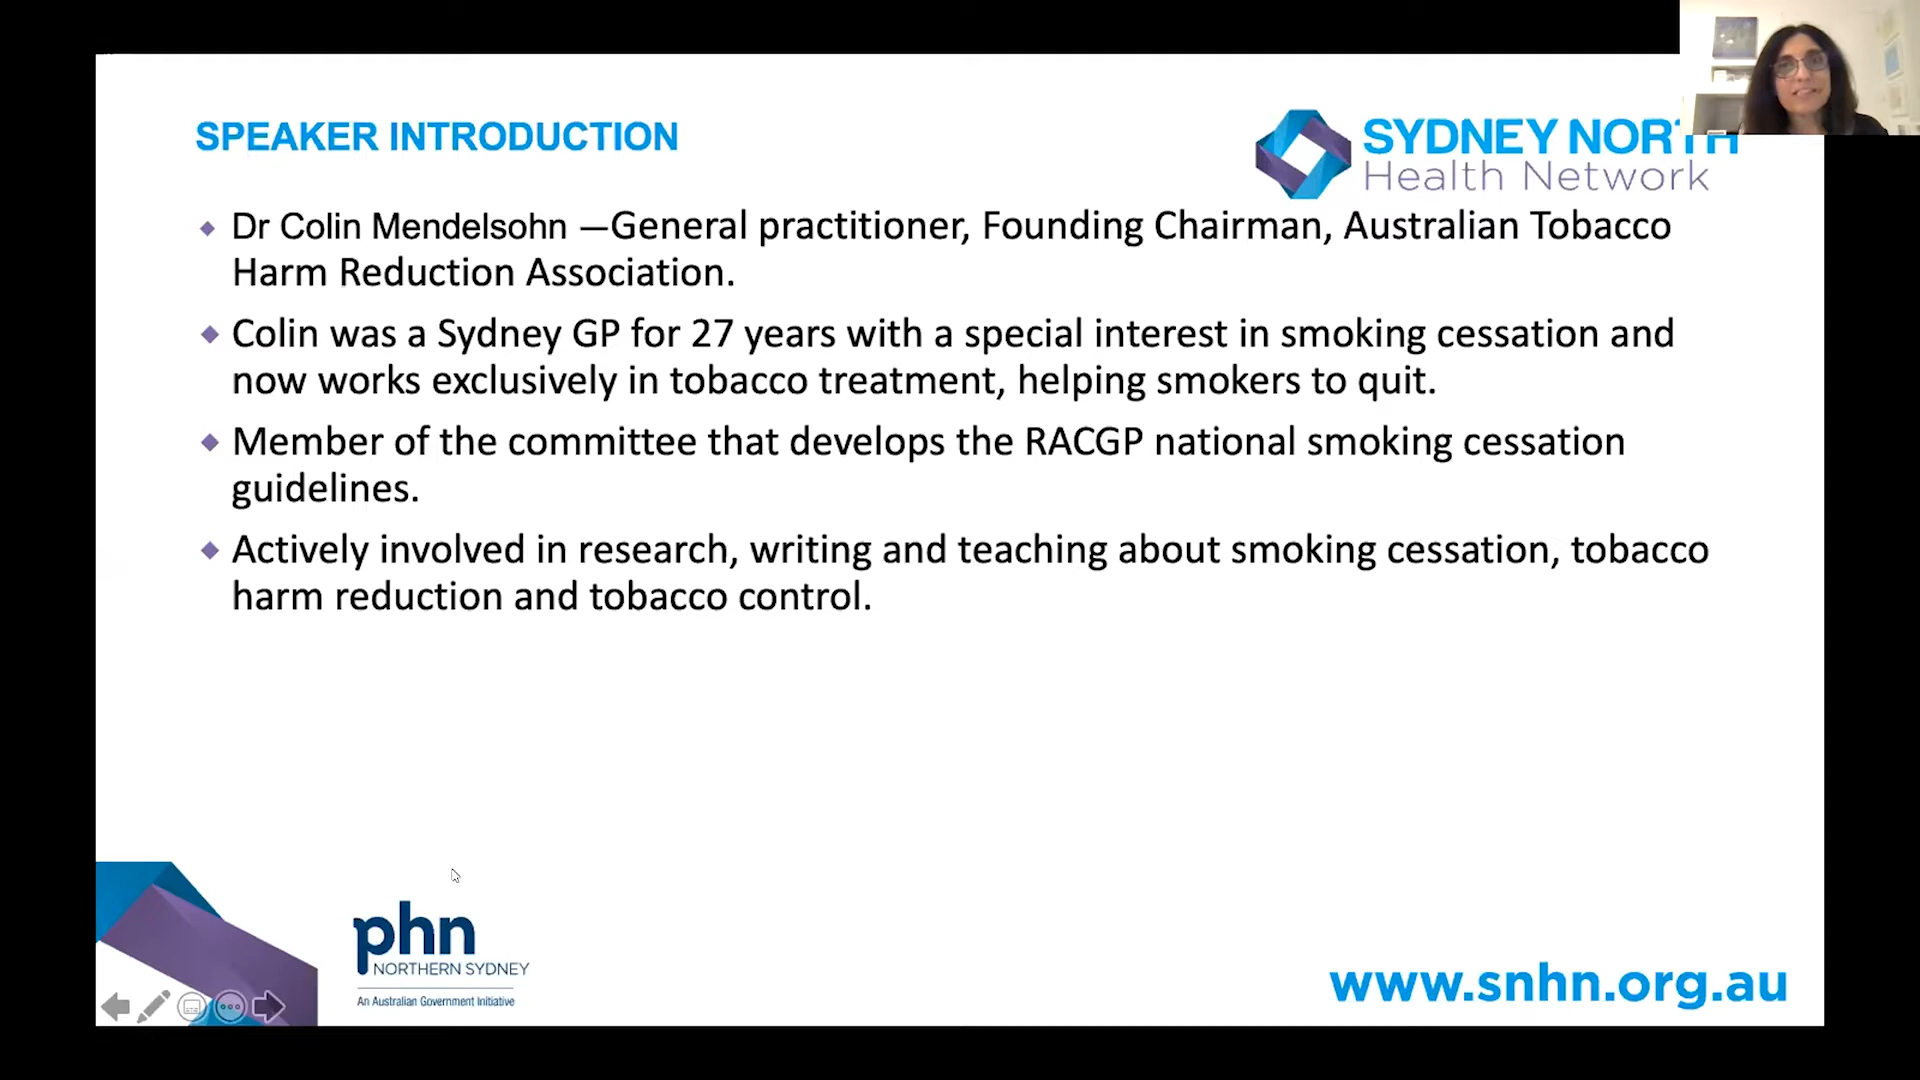 SPEAKER INTRODUCTION
SYDNEY NORTH
Health Network
Dr Colin Mendelsohn —General practitioner, Founding Chairman, Australian Tobacco
Harm Reduction Association.
Colin was a Sydney GP for 27 years with a special interest in smoking cessation and
now works exclusively in tobacco treatment, helping smokers to quit.
Member of the committee that develops the RACGP national smoking cessation
guidelines.
Actively involved in research, writing and teaching about smoking cessation, tobacco
harm reduction and tobacco control.
phn
NORTHERN SYDNEY
An Australian Government Initiative
www.snhn.org.au